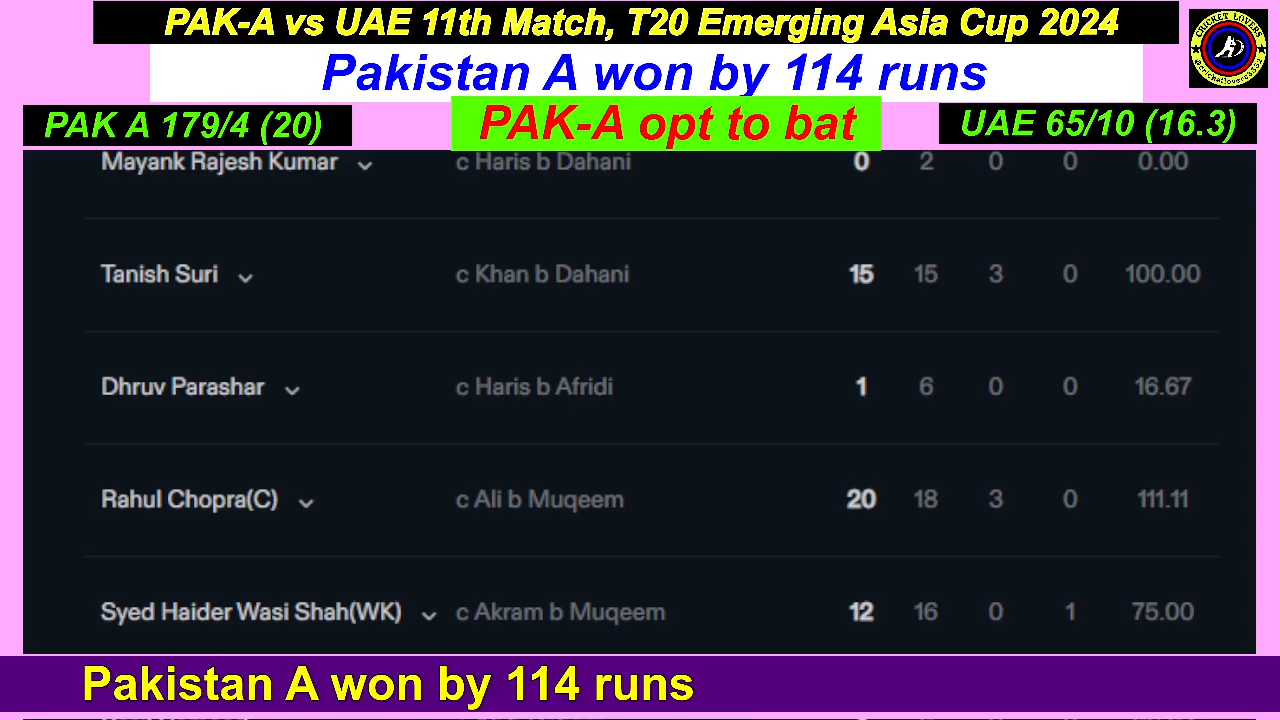 PAK-A vs UAE 11th Match, T20 Emerging Asia Cup 2024
CRICKET LOVERS
@cricketlovers3552
Pakistan A won by 114 runs
PAK A 179/4 (20)
PAK-A opt to bat
UAE 65/10 (16.3)
Mayank Rajesh Kumar c Haris b Dahani 0 2 0 0 0.00
Tanish Suri c Khan b Dahani 15 15 3 0 100.00
Dhruv Parashar c Haris b Afridi 1 6 0 0 16.67
Rahul Chopra(C) c Ali b Muqeem 20 18 3 0 111.11
Syed Haider Wasi Shah(WK) c Akram b Muqeem 12 16 0 1 75.00
Pakistan A won by 114 runs